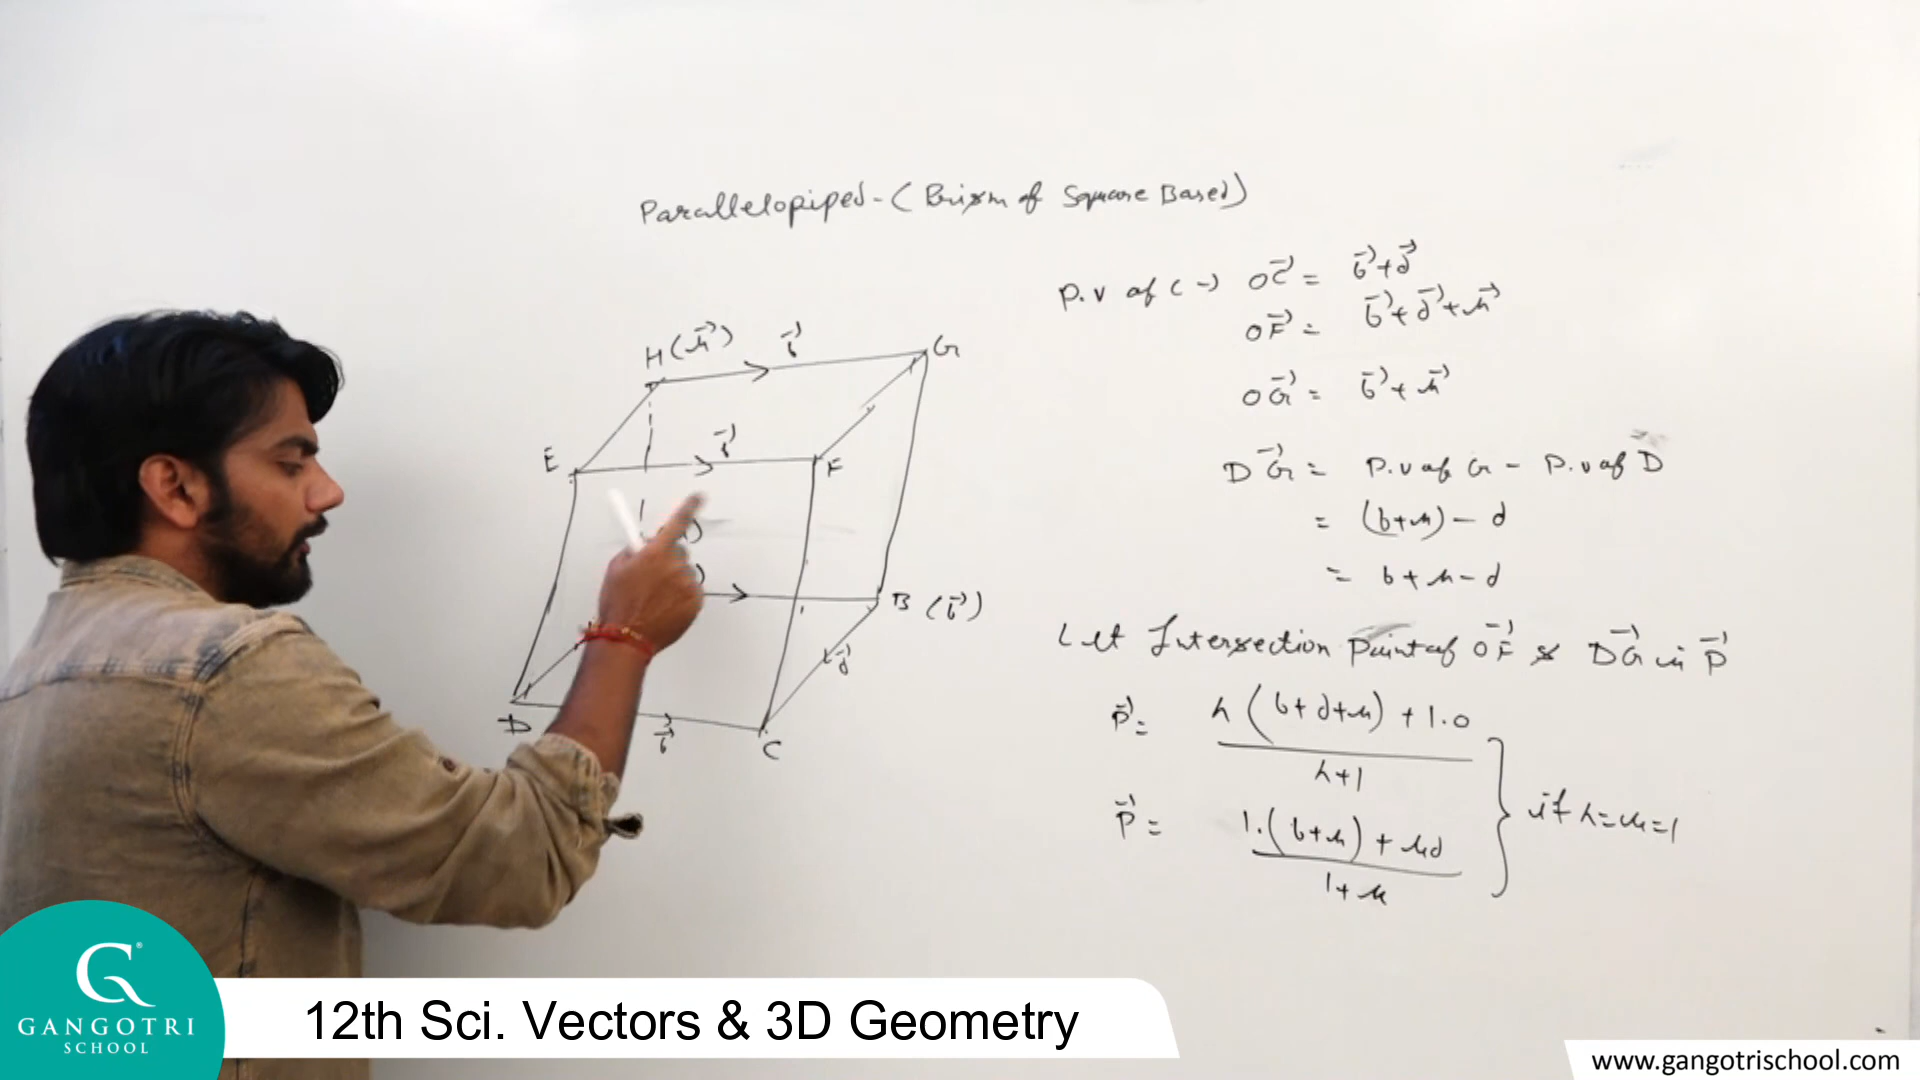 Parallelopiped - (Prism of Square Based)
P.V of C → OC⃗ = b⃗ + d⃗
OF⃗ = b⃗ + d⃗ + h⃗
OG⃗ = b⃗ + h⃗
DG⃗ = P.V of G - P.V of D
= (b+h) - d
= b + h - d
Let Intersection Point of OF⃗ & DG⃗ is P⃗
P⃗ = λ(b+d+h) + 1.0
λ+1
P⃗ = 1.(b+h) + μd
1+μ
if λ=μ=1
H (h⃗)
b⃗
G
E
b⃗
F
B (b⃗)
d⃗
D
b⃗
C
G®
GANGOTRI
SCHOOL
12th Sci. Vectors & 3D Geometry
www.gangotrischool.com